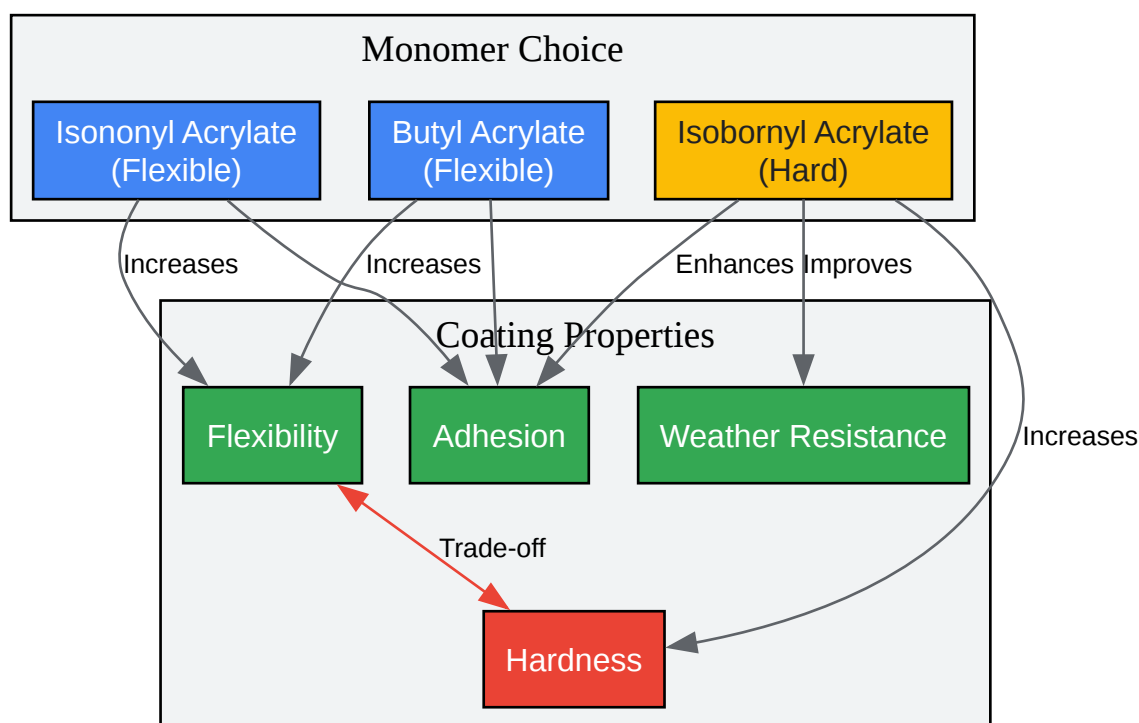 Monomer Choice
Isononyl Acrylate
(Flexible)
Butyl Acrylate
(Flexible)
Isobornyl Acrylate
(Hard)
Increases
Increases
Enhances
Improves
Coating Properties
Flexibility
Adhesion
Weather Resistance
Increases
Trade-off
Hardness